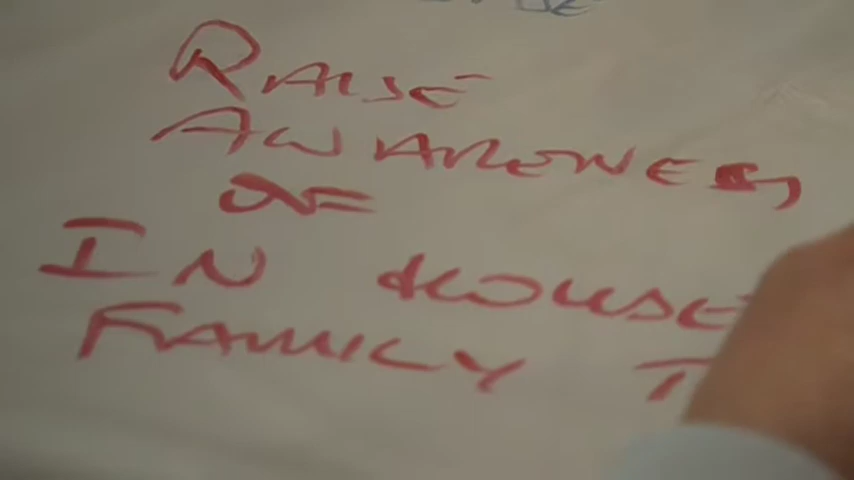 RAISE
AWARENESS
OF
IN HOUSE
FAMILY T